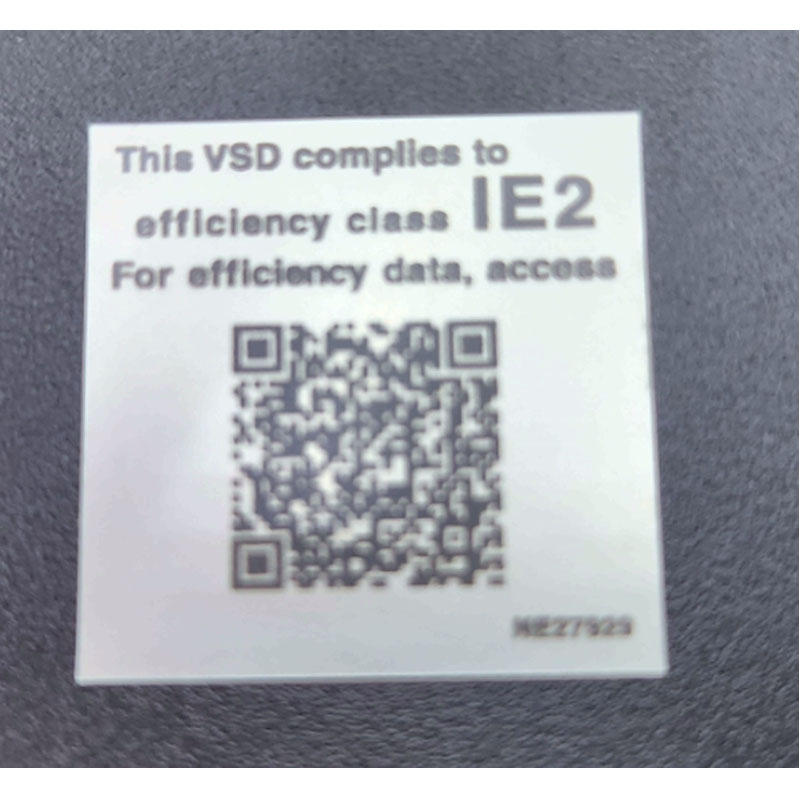 This VSD complies to
efficiency class IE2
For efficiency data, access